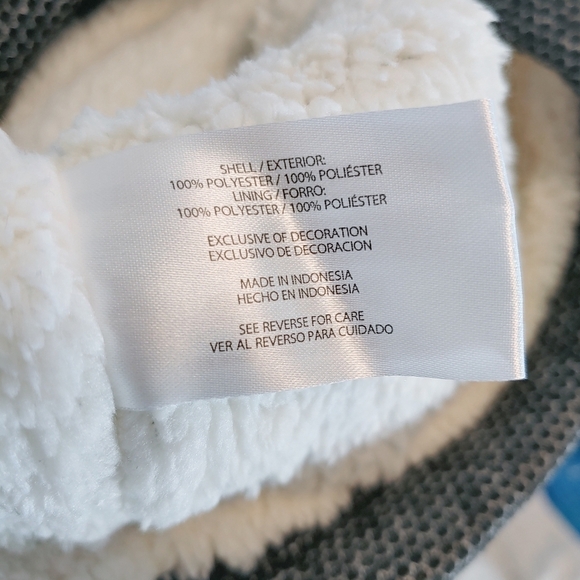 SHELL / EXTERIOR:
100% POLYESTER / 100% POLIÉSTER
LINING / FORRO:
100% POLYESTER / 100% POLIÉSTER
EXCLUSIVE OF DECORATION
EXCLUSIVO DE DECORACION
MADE IN INDONESIA
HECHO EN INDONESIA
SEE REVERSE FOR CARE
VER AL REVERSO PARA CUIDADO